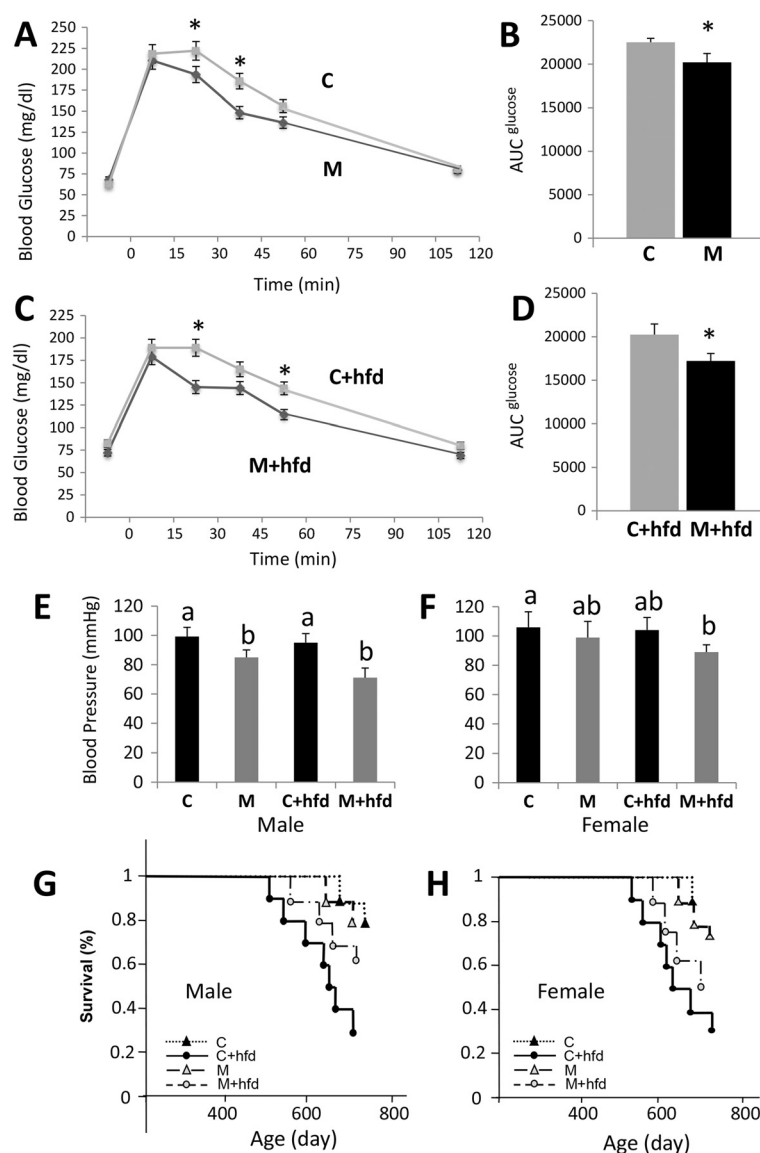 A
Blood Glucose (mg/dl)
250
225
200
175
150
125
100
75
50
25
0
*
*
C
M
0 15 30 45 60 75 90 105 120
Time (min)
B
AUC glucose
25000
20000
15000
10000
5000
0
*
C M
C
Blood Glucose (mg/dl)
225
200
175
150
125
100
75
50
25
0
*
*
C+hfd
M+hfd
0 15 30 45 60 75 90 105 120
Time (min)
D
AUC glucose
25000
20000
15000
10000
5000
0
*
C+hfd M+hfd
E
Blood Pressure (mmHg)
120
100
80
60
40
20
0
a b a b
C M C+hfd M+hfd
Male
F
120
100
80
60
40
20
0
a ab ab b
C M C+hfd M+hfd
Female
G
Survival (%)
1
0.8
0.6
0.4
0.2
0
Male
C
C+hfd
M
M+hfd
400 600 800
Age (day)
H
1
0.8
0.6
0.4
0.2
0
Female
C
C+hfd
M
M+hfd
400 600 800
Age (day)